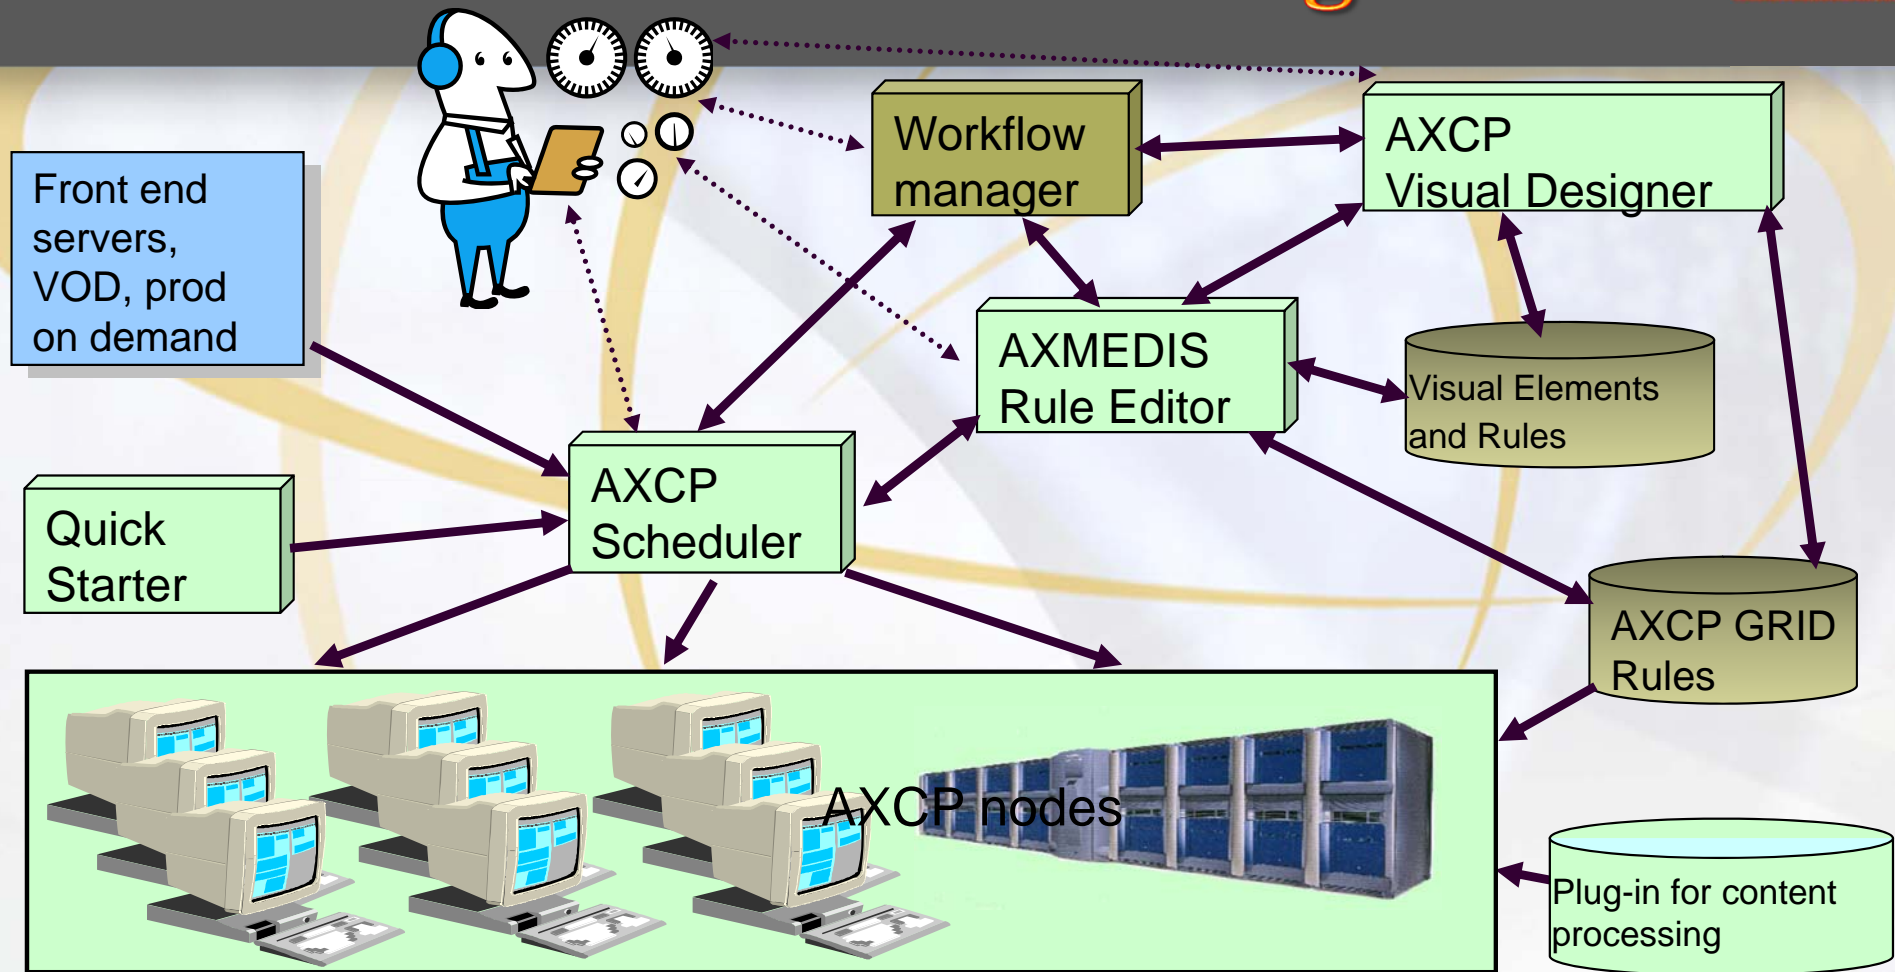 Workflow
manager
AXCP
Visual Designer
Front end
servers,
VOD, prod
on demand
AXMEDIS
Rule Editor
Visual Elements
and Rules
AXCP
Scheduler
Quick
Starter
AXCP GRID
Rules
AXCP nodes
Plug-in for content
processing